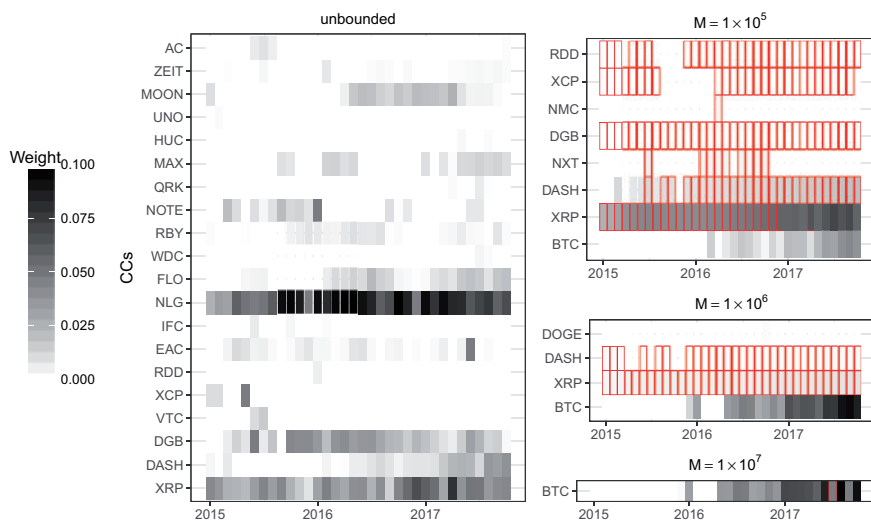 unbounded
AC
ZEIT
MOON
UNO
HUC
MAX
QRK
NOTE
RBY
WDC
FLO
NLG
IFC
EAC
RDD
XCP
VTC
DGB
DASH
XRP
2015 2016 2017
CCs
Weight
0.100
0.075
0.050
0.025
0.000
M = 1 × 10^5
RDD
XCP
NMC
DGB
NXT
DASH
XRP
BTC
2015 2016 2017
M = 1 × 10^6
DOGE
DASH
XRP
BTC
2015 2016 2017
M = 1 × 10^7
BTC
2015 2016 2017